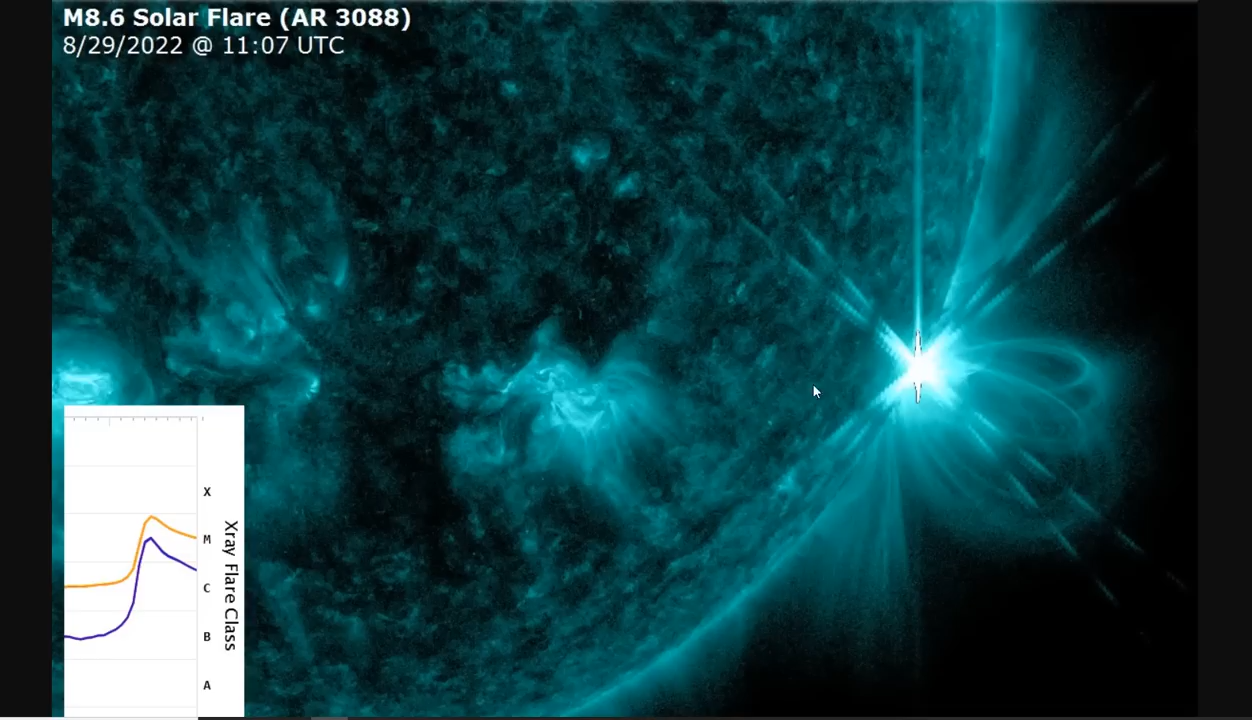 M8.6 Solar Flare (AR 3088)
8/29/2022 @ 11:07 UTC
X
M
C
B
A
Xray Flare Class